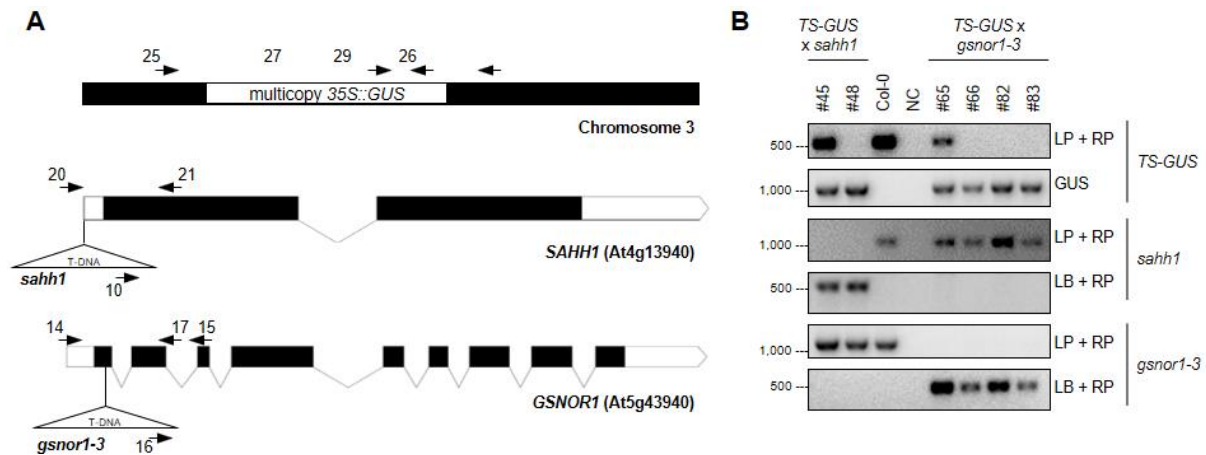 A
25 27 29 26
multicopy 35S::GUS
Chromosome 3
20 21
SAHH1 (At4g13940)
T-DNA
sahh1
10
14 17 15
GSNOR1 (At5g43940)
T-DNA
gsnor1-3
16
B
TS-GUS
x sahh1
TS-GUS x
gsnor1-3
#45 #48 Col-0 NC #65 #66 #82 #83
500 --- LP + RP
1,000 --- GUS
TS-GUS
1,000 --- LP + RP
500 --- LB + RP
sahh1
1,000 --- LP + RP
500 --- LB + RP
gsnor1-3